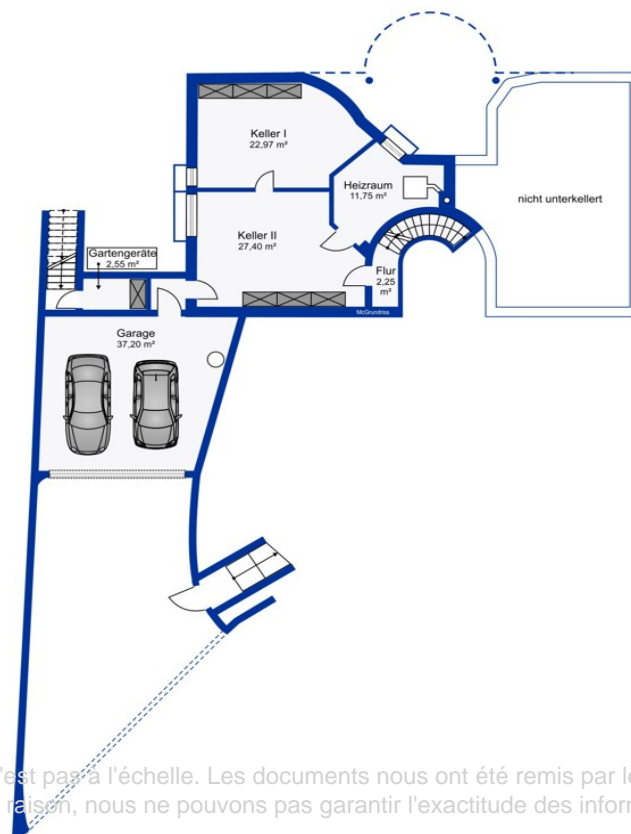 Keller I
22,97 m²
Heizraum
11,75 m²
nicht unterkellert
Keller II
27,40 m²
Gartengeräte
2,55 m²
Flur
2,25
m²
McGrundriss
Garage
37,20 m²
n'est pas à l'échelle. Les documents nous ont été remis par le
raison, nous ne pouvons pas garantir l'exactitude des inform